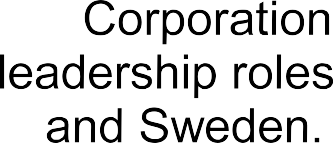 Corporation
leadership roles
and Sweden.